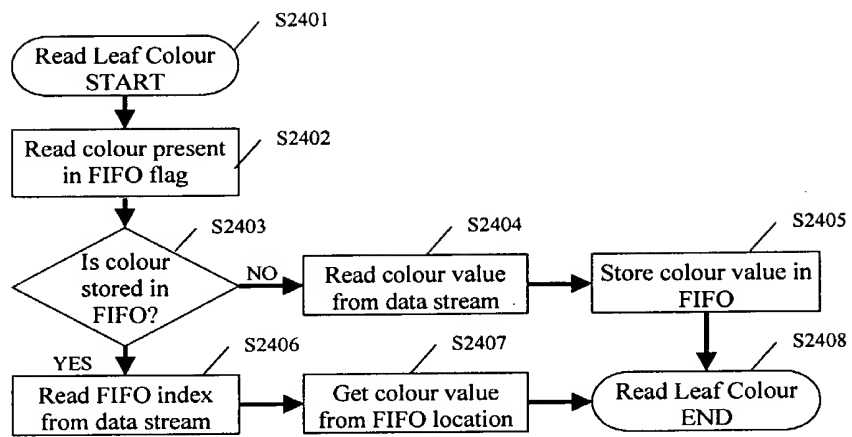 S2401
Read Leaf Colour
START
S2402
Read colour present
in FIFO flag
S2403
Is colour
stored in
FIFO?
NO
S2404
Read colour value
from data stream
S2405
Store colour value in
FIFO
YES
S2406
Read FIFO index
from data stream
S2407
Get colour value
from FIFO location
S2408
Read Leaf Colour
END